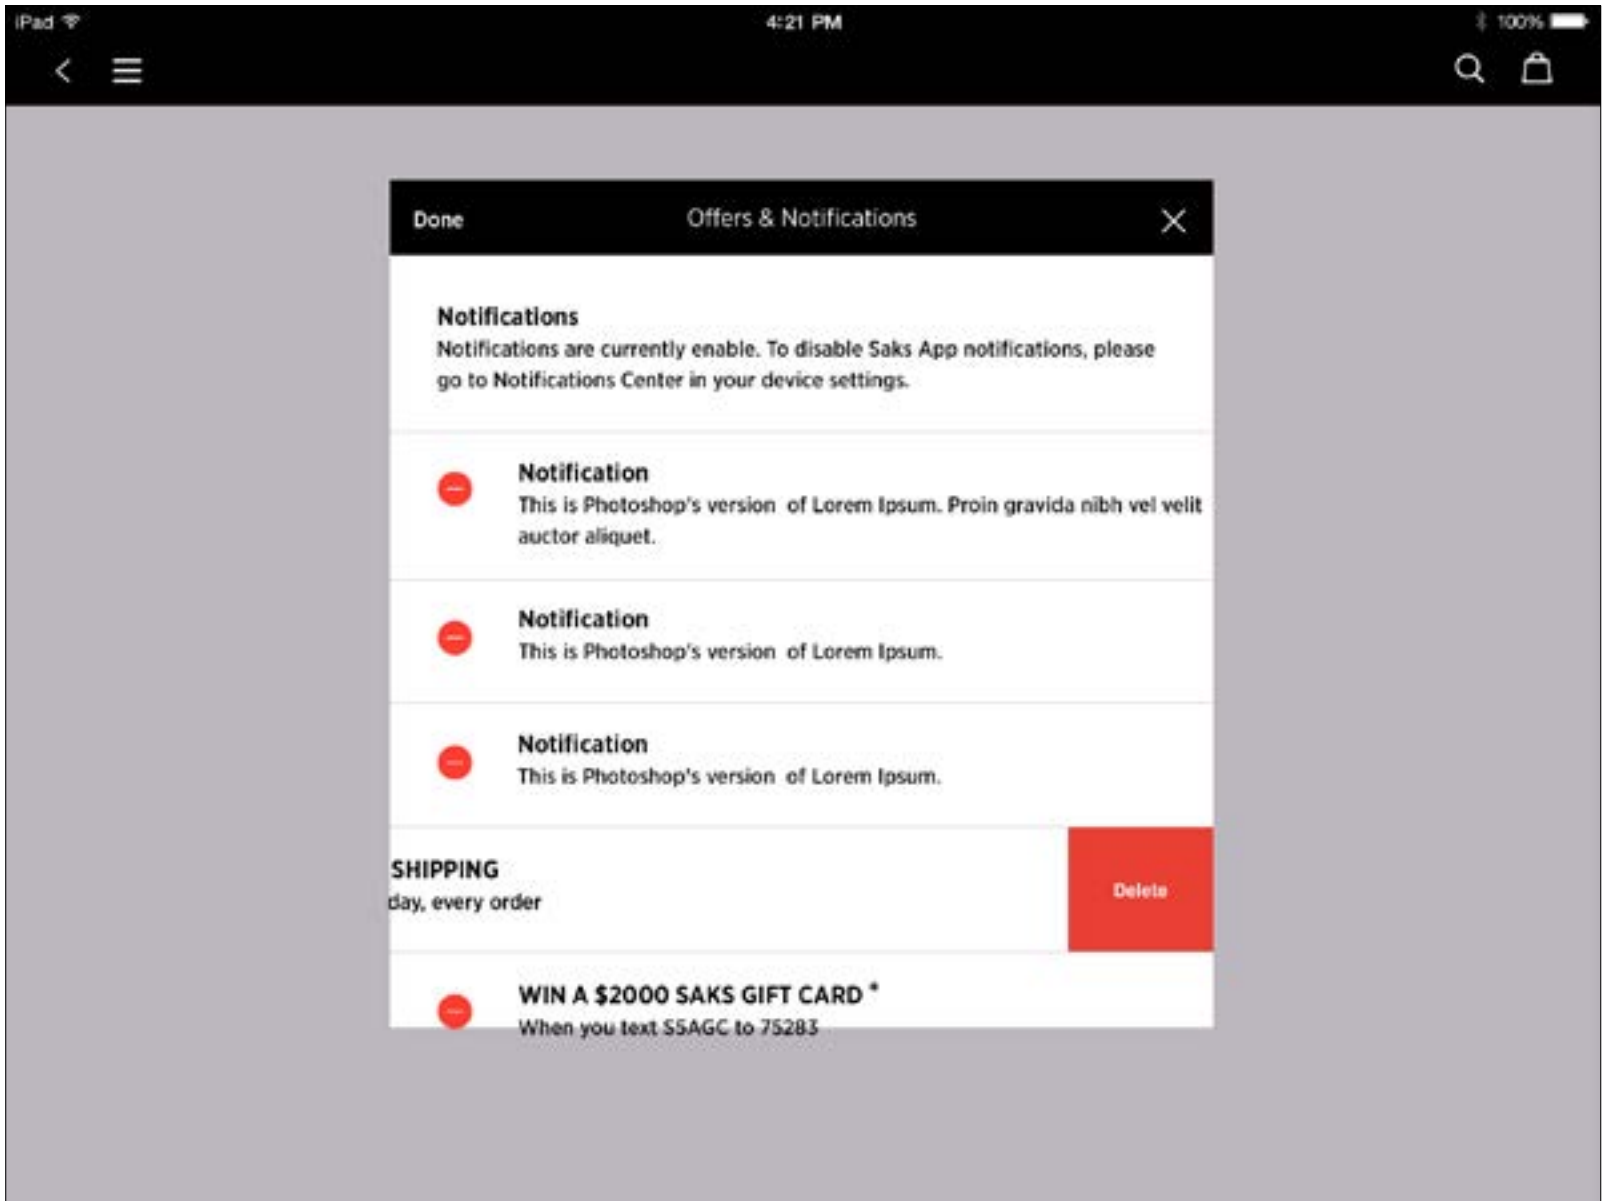 iPad
4:21 PM
100%
Done
Offers & Notifications
Notifications
Notifications are currently enable. To disable Saks App notifications, please
go to Notifications Center in your device settings.
Notification
This is Photoshop's version of Lorem Ipsum. Proin gravida nibh vel velit
auctor aliquet.
Notification
This is Photoshop's version of Lorem Ipsum.
Notification
This is Photoshop's version of Lorem Ipsum.
SHIPPING
day, every order
Delete
WIN A $2000 SAKS GIFT CARD *
When you text S5AGC to 75283